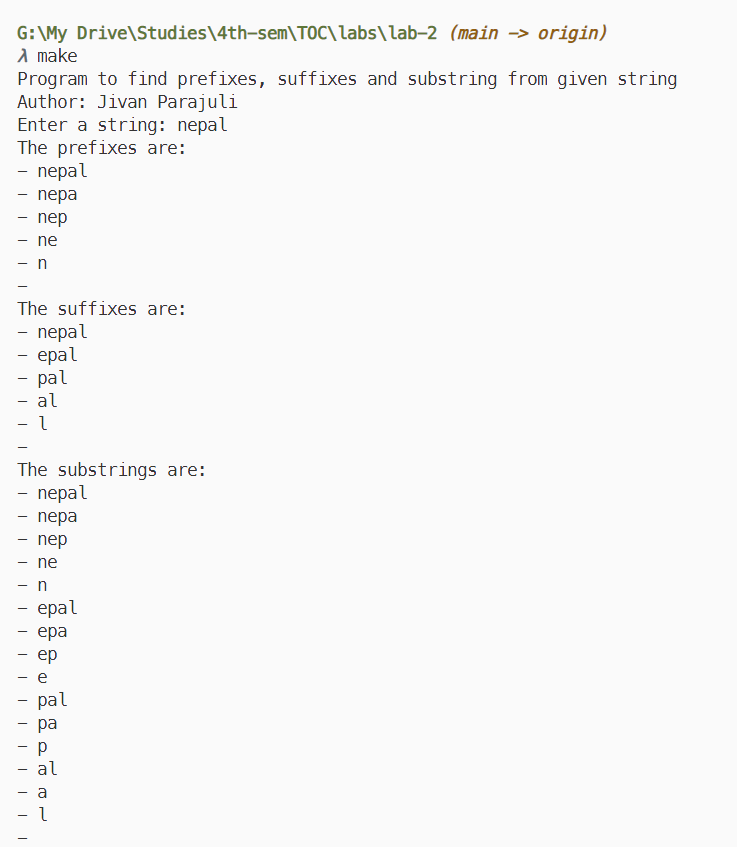 G:\My Drive\Studies\4th-sem\TOC\labs\lab-2 (main -> origin)
λ make
Program to find prefixes, suffixes and substring from given string
Author: Jivan Parajuli
Enter a string: nepal
The prefixes are:
- nepal
- nepa
- nep
- ne
- n
-
The suffixes are:
- nepal
- epal
- pal
- al
- l
-
The substrings are:
- nepal
- nepa
- nep
- ne
- n
- epal
- epa
- ep
- e
- pal
- pa
- p
- al
- a
- l
-